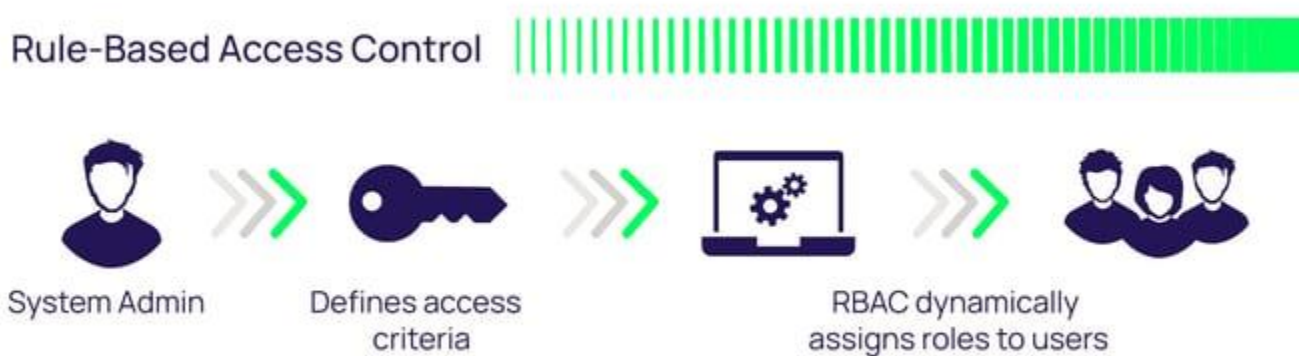 Rule-Based Access Control
System Admin
Defines access
criteria
RBAC dynamically
assigns roles to users